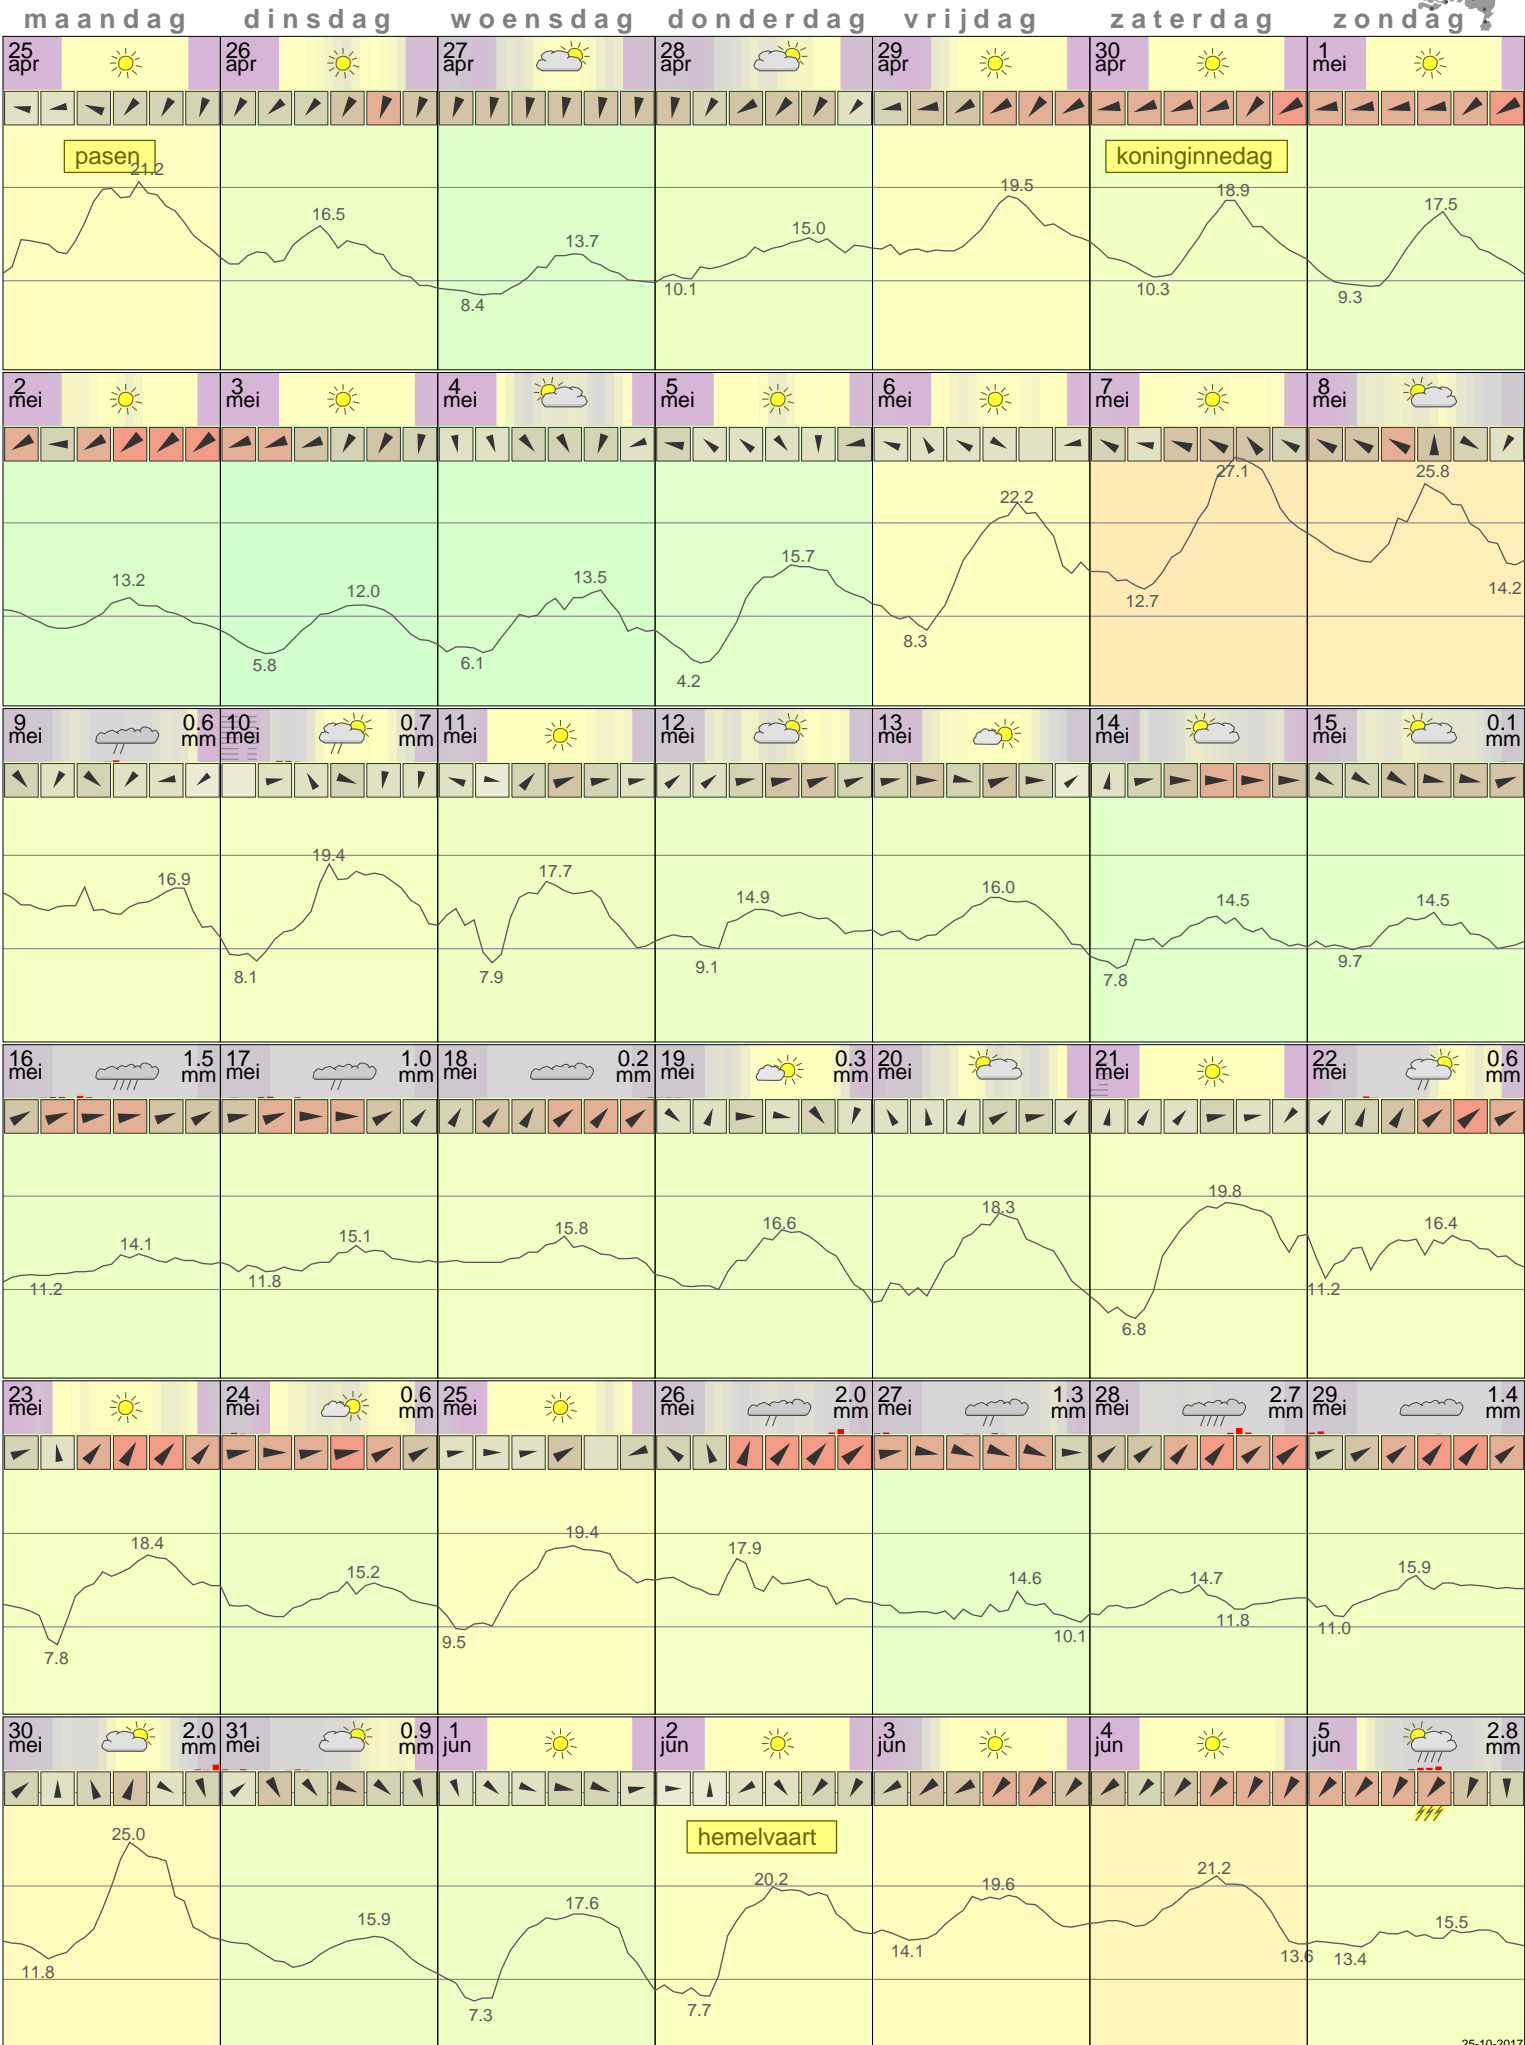 maandag dinsdag woensdag donderdag vrijdag zaterdag zondag
25 apr 26 apr 27 apr 28 apr 29 apr 30 apr 1 mei
pasen koninginnedag
21.2 16.5 8.4 13.7 10.1 15.0 19.5 10.3 18.9 9.3 17.5
2 mei 3 mei 4 mei 5 mei 6 mei 7 mei 8 mei
13.2 5.8 12.0 6.1 13.5 4.2 15.7 8.3 22.2 12.7 27.1 25.8 14.2
9 mei 0.6 mm 10 mei 0.7 mm 11 mei 12 mei 13 mei 14 mei 15 mei 0.1 mm
16.9 8.1 19.4 7.9 17.7 9.1 14.9 16.0 7.8 14.5 9.7 14.5
16 mei 1.5 mm 17 mei 1.0 mm 18 mei 0.2 mm 19 mei 0.3 mm 20 mei 21 mei 22 mei 0.6 mm
11.2 14.1 11.8 15.1 15.8 16.6 18.3 6.8 19.8 11.2 16.4
23 mei 24 mei 0.6 mm 25 mei 26 mei 2.0 mm 27 mei 1.3 mm 28 mei 2.7 mm 29 mei 1.4 mm
7.8 18.4 15.2 9.5 19.4 17.9 14.6 10.1 14.7 11.8 11.0 15.9
30 mei 2.0 mm 31 mei 0.9 mm 1 jun 2 jun 3 jun 4 jun 5 jun 2.8 mm
hemelvaart
11.8 25.0 15.9 7.3 17.6 7.7 20.2 14.1 19.6 21.2 13.6 13.4 15.5
25-10-2017